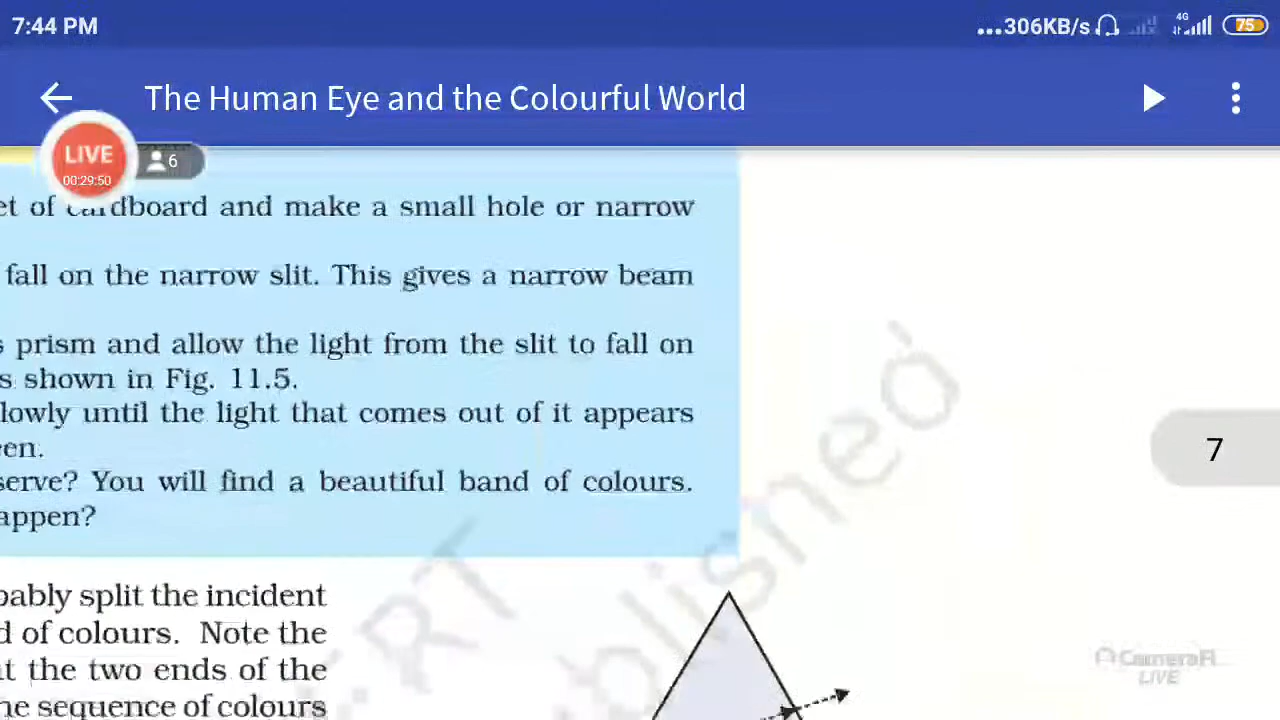 7:44 PM
...306KB/s 4G 75
The Human Eye and the Colourful World
LIVE
00:29:50
6
et of cardboard and make a small hole or narrow
fall on the narrow slit. This gives a narrow beam
s prism and allow the light from the slit to fall on
s shown in Fig. 11.5.
lowly until the light that comes out of it appears
een.
serve? You will find a beautiful band of colours.
appen?
7
bably split the incident
d of colours. Note the
at the two ends of the
he sequence of colours
CameraFi
LIVE